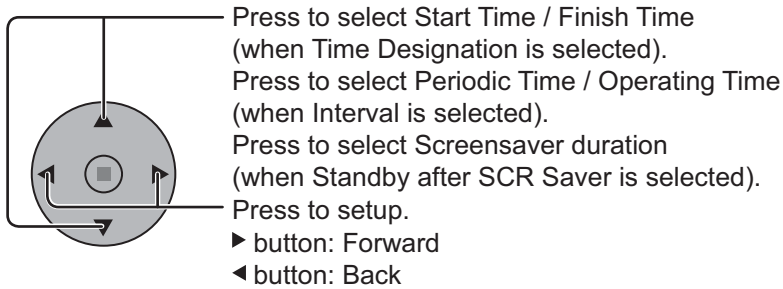 Press to select Start Time / Finish Time
(when Time Designation is selected).
Press to select Periodic Time / Operating Time
(when Interval is selected).
Press to select Screensaver duration
(when Standby after SCR Saver is selected).
Press to setup.
▶ button: Forward
◀ button: Back